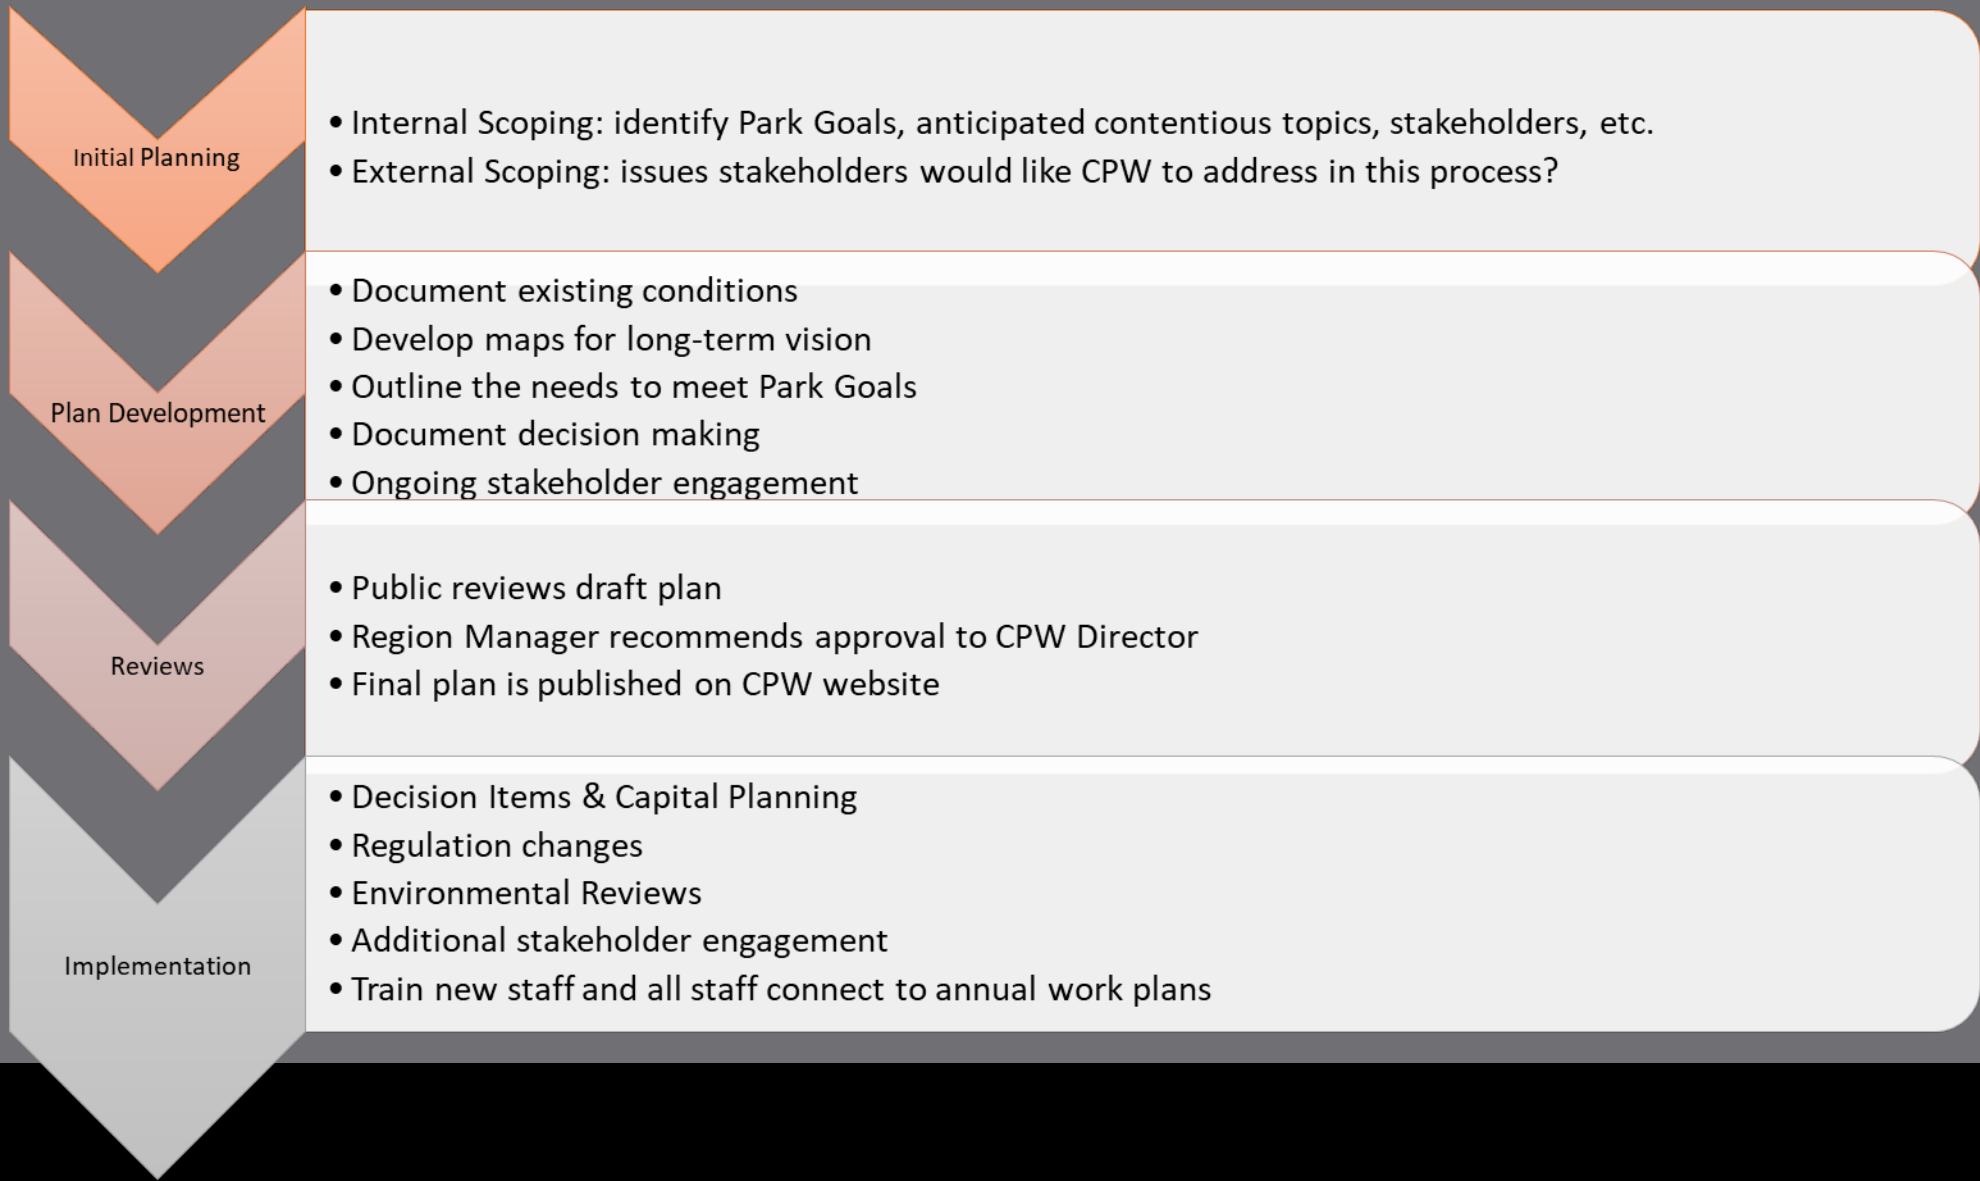 Initial Planning
• Internal Scoping: identify Park Goals, anticipated contentious topics, stakeholders, etc.
• External Scoping: issues stakeholders would like CPW to address in this process?
Plan Development
• Document existing conditions
• Develop maps for long-term vision
• Outline the needs to meet Park Goals
• Document decision making
• Ongoing stakeholder engagement
Reviews
• Public reviews draft plan
• Region Manager recommends approval to CPW Director
• Final plan is published on CPW website
Implementation
• Decision Items & Capital Planning
• Regulation changes
• Environmental Reviews
• Additional stakeholder engagement
• Train new staff and all staff connect to annual work plans